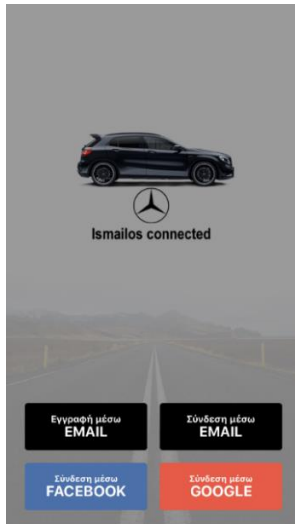 Ismailos connected
Εγγραφή μέσω
EMAIL
Σύνδεση μέσω
EMAIL
Σύνδεση μέσω
FACEBOOK
Σύνδεση μέσω
GOOGLE